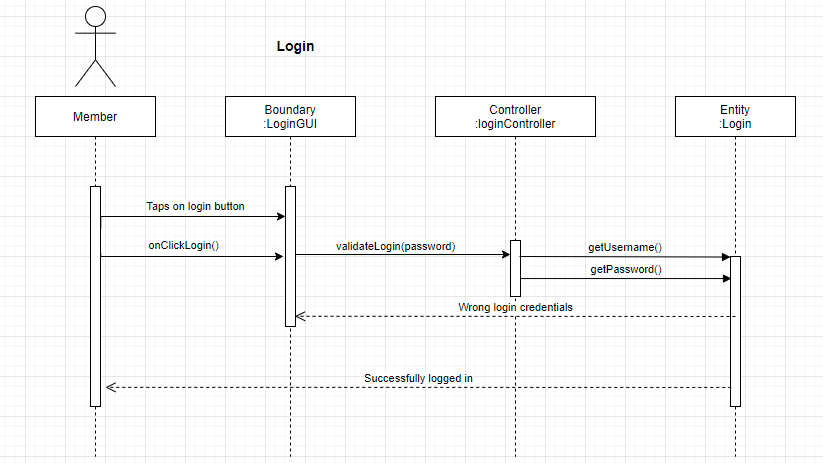 Login
Member
Boundary
:LoginGUI
Controller
:loginController
Entity
:Login
Taps on login button
onClickLogin()
validateLogin(password)
getUsername()
getPassword()
Wrong login credentials
Successfully logged in